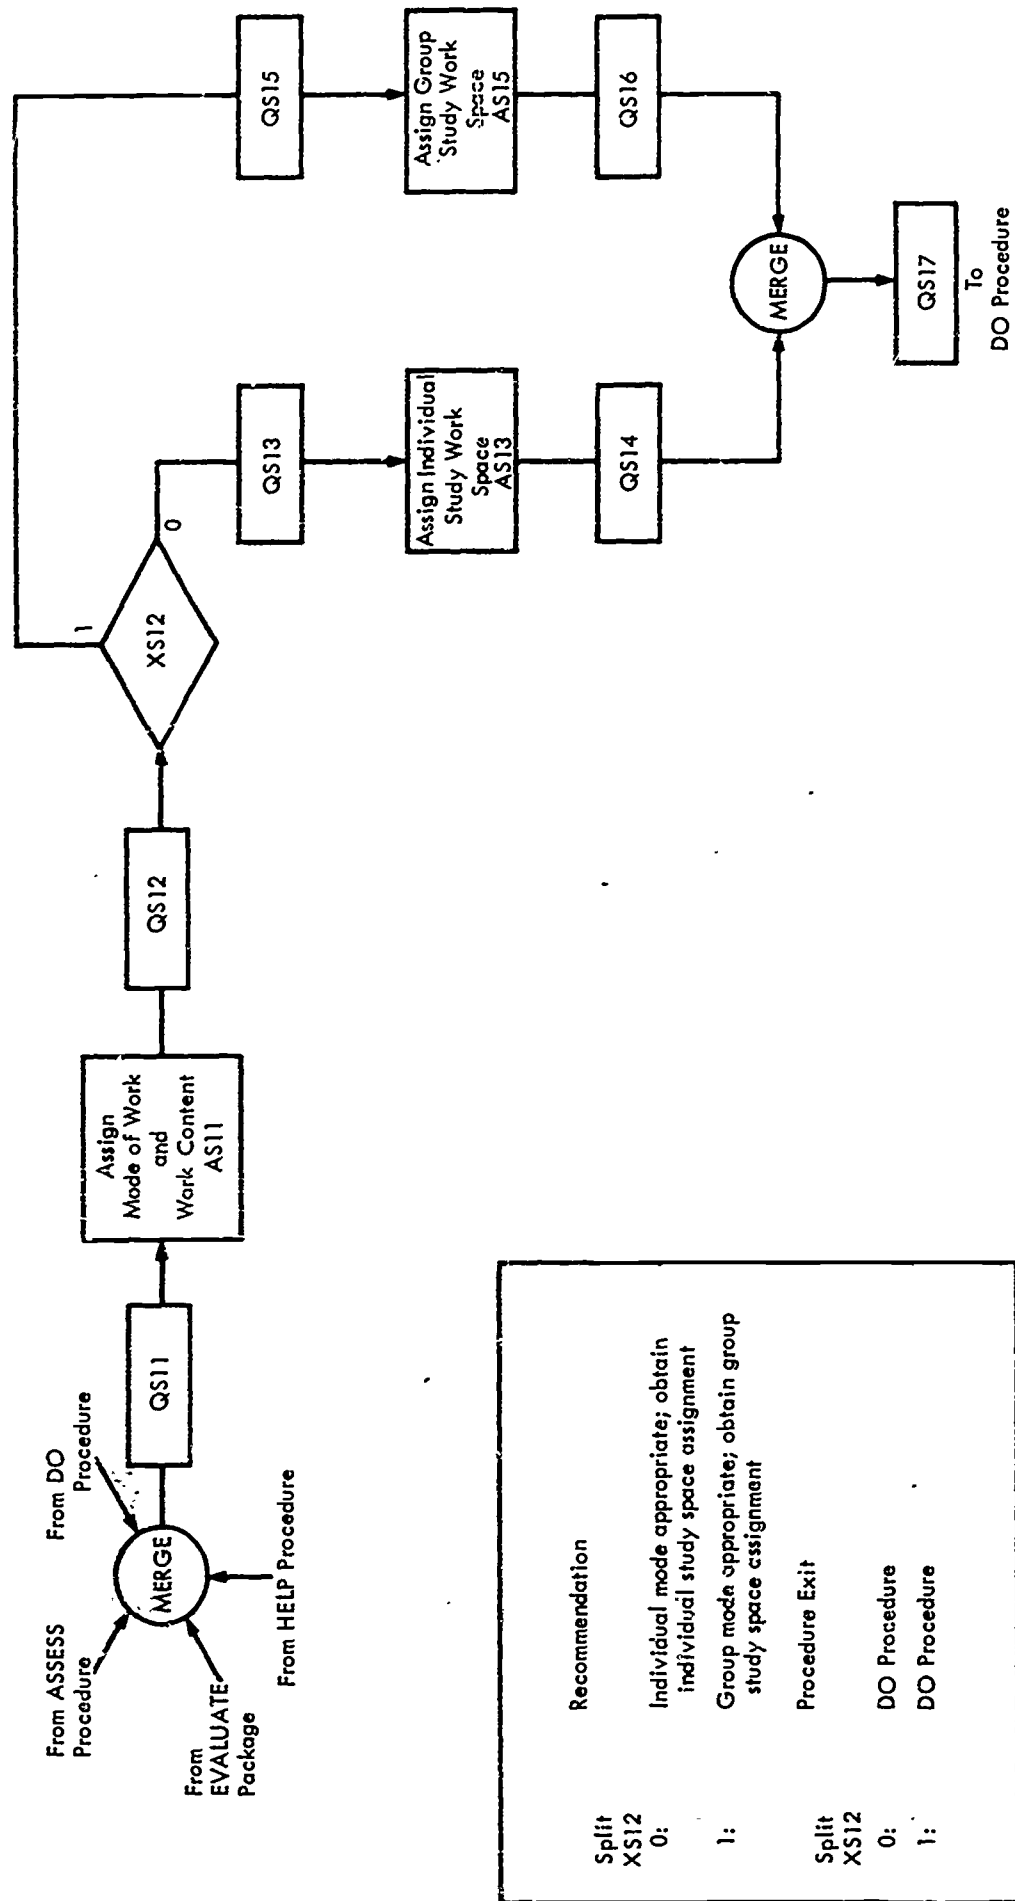 From ASSESS
Procedure
From DO
Procedure
From
EVALUATE
Package
From HELP Procedure
MERGE
QS11
Assign
Mode of Work
and
Work Content
AS11
QS12
XS12
1
0
QS13
Assign Individual
Study Work
Space
AS13
QS14
QS15
Assign Group
Study Work
Space
AS15
QS16
MERGE
QS17
To
DO Procedure
Split Recommendation
XS12
0: Individual mode appropriate; obtain
individual study space assignment
1: Group mode appropriate; obtain group
study space assignment
Split Procedure Exit
XS12
0: DO Procedure
1: DO Procedure